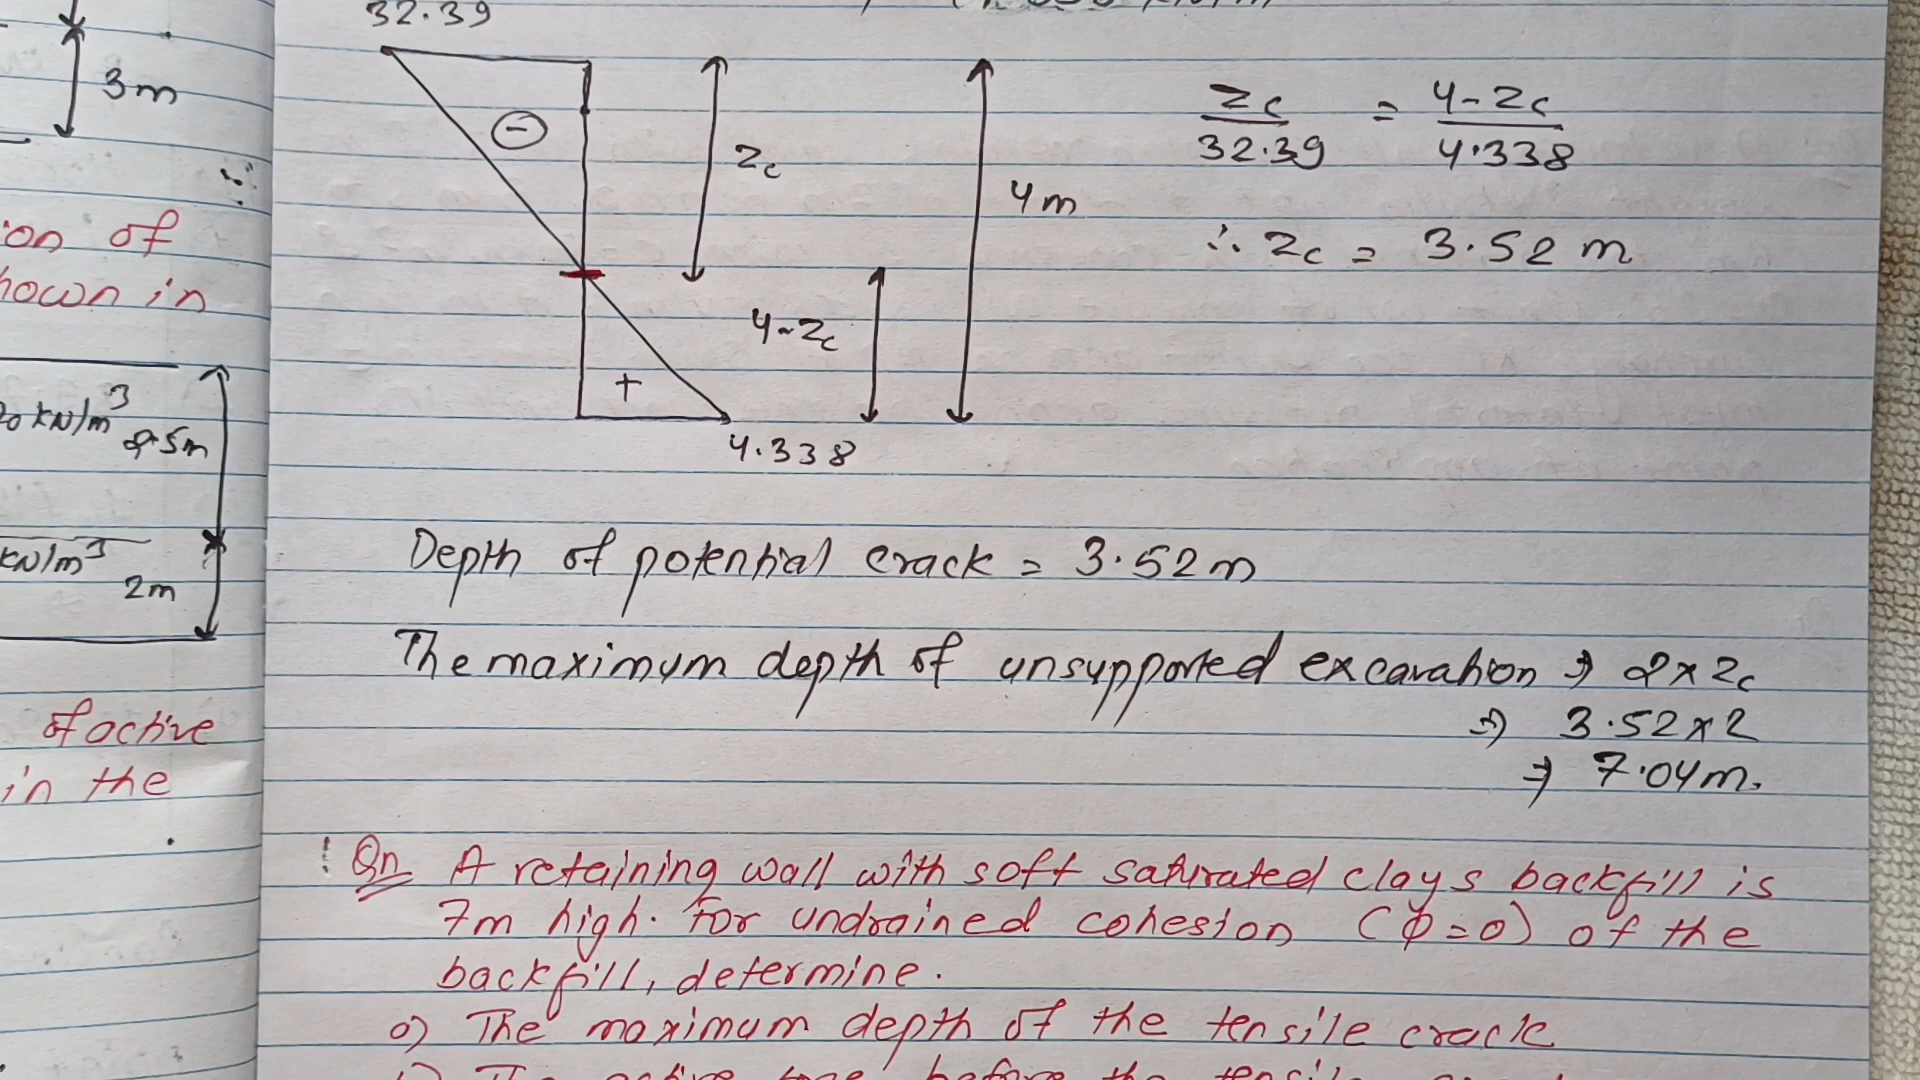 3m
ion of
hown in
kN/m³ 2.5m
kN/m³ 2m
of active
in the
32.39
-
Zc
4m
4-Zc
+
4.338
Zc/32.39 = 4-Zc/4.338
∴ Zc = 3.52 m
Depth of potential crack = 3.52m
The maximum depth of unsupported excavation ⇒ 2×Zc
⇒ 3.52×2
⇒ 7.04m.
Qn A retaining wall with soft saturated clays backfill is
7m high. For undrained cohesion (φ=0) of the
backfill, determine.
a) The maximum depth of the tensile crack